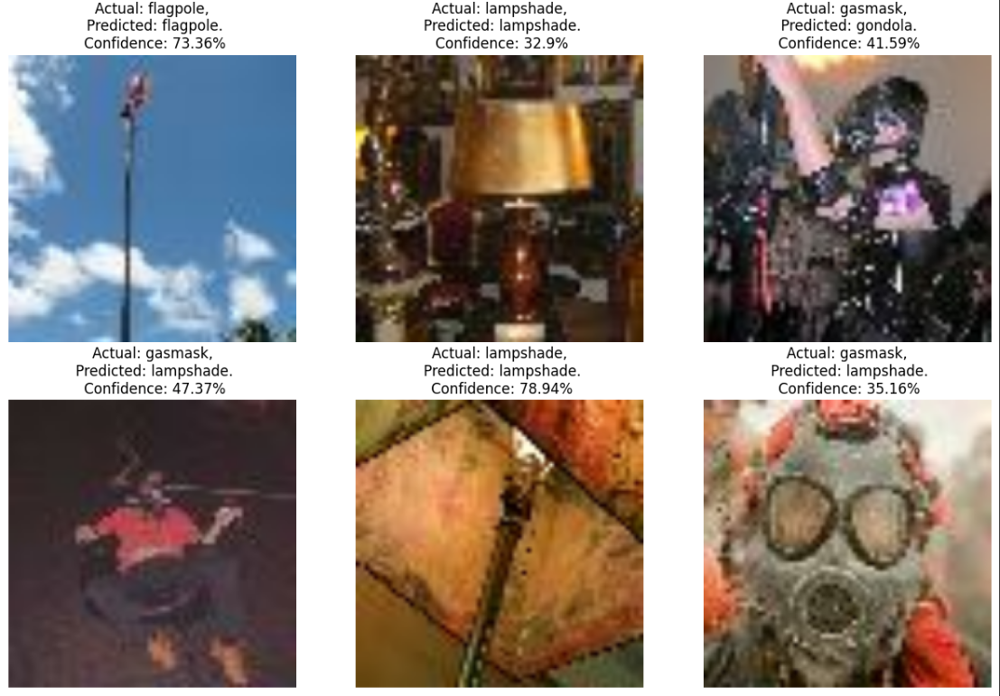 Actual: flagpole,
Predicted: flagpole.
Confidence: 73.36%
Actual: lampshade,
Predicted: lampshade.
Confidence: 32.9%
Actual: gasmask,
Predicted: gondola.
Confidence: 41.59%
Actual: gasmask,
Predicted: lampshade.
Confidence: 47.37%
Actual: lampshade,
Predicted: lampshade.
Confidence: 78.94%
Actual: gasmask,
Predicted: lampshade.
Confidence: 35.16%